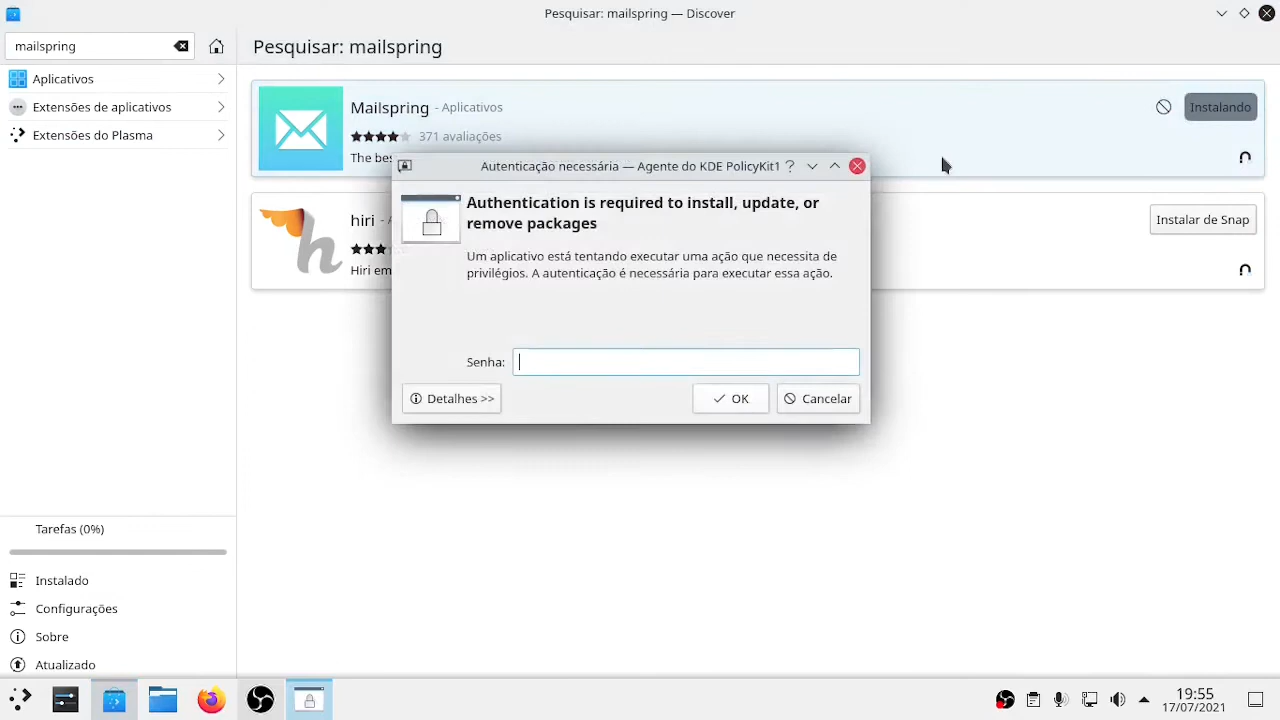 Pesquisar: mailspring — Discover
mailspring
Pesquisar: mailspring
Aplicativos
Extensões de aplicativos
Extensões do Plasma
Mailspring - Aplicativos
371 avaliações
The bes
Instalando
hiri - A
Hiri em
Instalar de Snap
Autenticação necessária — Agente do KDE PolicyKit1
Authentication is required to install, update, or
remove packages
Um aplicativo está tentando executar uma ação que necessita de
privilégios. A autenticação é necessária para executar essa ação.
Senha:
Detalhes >>
OK
Cancelar
Tarefas (0%)
Instalado
Configurações
Sobre
Atualizado
19:55
17/07/2021